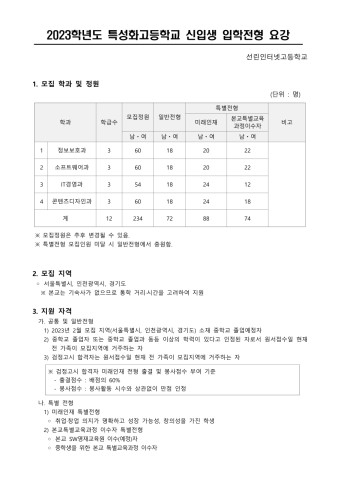 2023학년도 특성화고등학교 신입생 입학전형 요강
선린인터넷고등학교
1. 모집 학과 및 정원
(단위 : 명)
학과 학급수 모집정원 일반전형 특별전형 비고
미래인재 본교특별교육
과정이수자
남·여 남·여 남·여 남·여
1 정보보호과 3 60 18 20 22
2 소프트웨어과 3 60 18 20 22
3 IT경영과 3 54 18 24 12
4 콘텐츠디자인과 3 60 18 24 18
계 12 234 72 88 74
※ 모집정원은 추후 변경될 수 있음.
※ 특별전형 모집인원 미달 시 일반전형에서 충원함.
2. 모집 지역
○ 서울특별시, 인천광역시, 경기도.
※ 본교는 기숙사가 없으므로 통학 거리·시간을 고려하여 지원
3. 지원 자격
가. 공통 및 일반전형
1) 2023년 2월 모집 지역(서울특별시, 인천광역시, 경기도) 소재 중학교 졸업예정자
2) 중학교 졸업자 또는 중학교 졸업과 동등 이상의 학력이 있다고 인정된 자로서 원서접수일 현재
전 가족이 모집지역에 거주하는 자
3) 검정고시 합격자는 원서접수일 현재 전 가족이 모집지역에 거주하는 자
※ 검정고시 합격자 미래인재 전형 출결 및 봉사점수 부여 기준
- 출결점수 : 배점의 60%
- 봉사점수 : 봉사활동 시수와 상관없이 만점 인정
나. 특별 전형
1) 미래인재 특별전형
○ 취업·창업 의지가 명확하고 성장 가능성, 창의성을 가진 학생
2) 본교특별교육과정 이수자 특별전형
○ 본교 SW영재교육원 이수(예정)자
○ 중학생을 위한 본교 특별교육과정 이수자